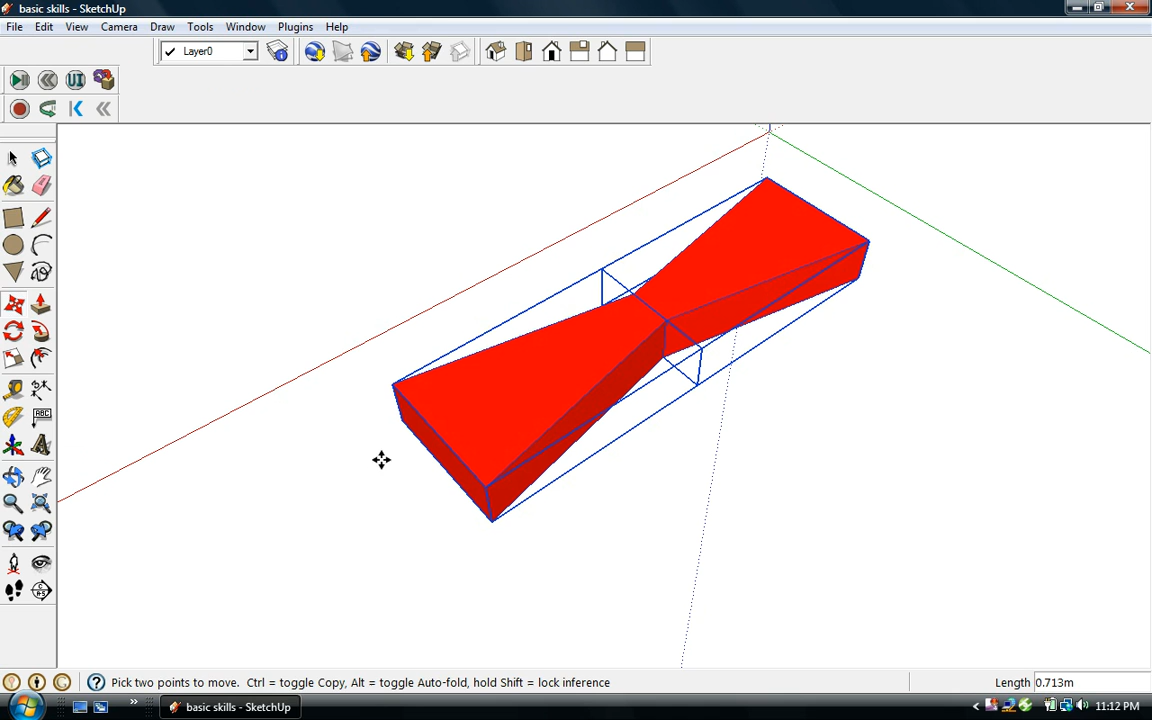 basic skills - SketchUp
File Edit View Camera Draw Tools Window Plugins Help
Layer0
UI
ABC
Pick two points to move. Ctrl = toggle Copy, Alt = toggle Auto-fold, hold Shift = lock inference
Length 0.713m
basic skills - SketchUp
11:12 PM